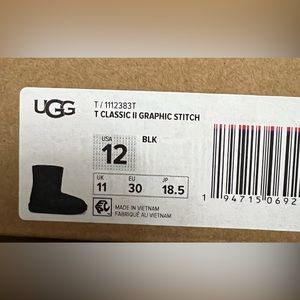 UGG
T / 1112383T
T CLASSIC II GRAPHIC STITCH
USA
12
BLK
UK EU JP
11 30 18.5
MADE IN VIETNAM
FABRIQUÉ AU VIETNAM
1 94715 0692